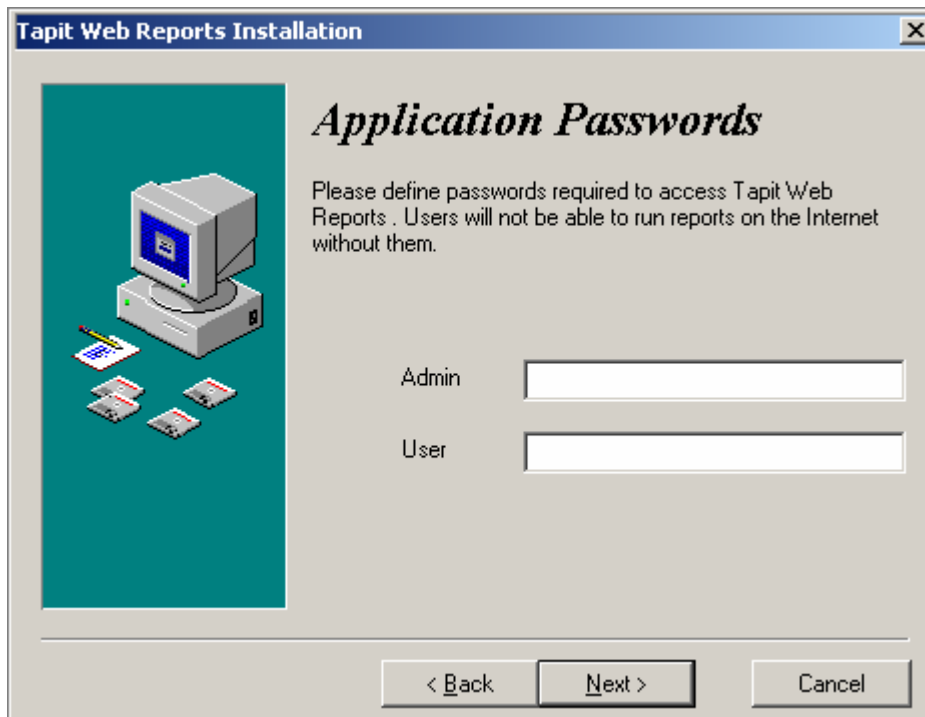 Tapit Web Reports Installation
Application Passwords
Please define passwords required to access Tapit Web
Reports . Users will not be able to run reports on the Internet
without them.
Admin
User
< Back
Next >
Cancel